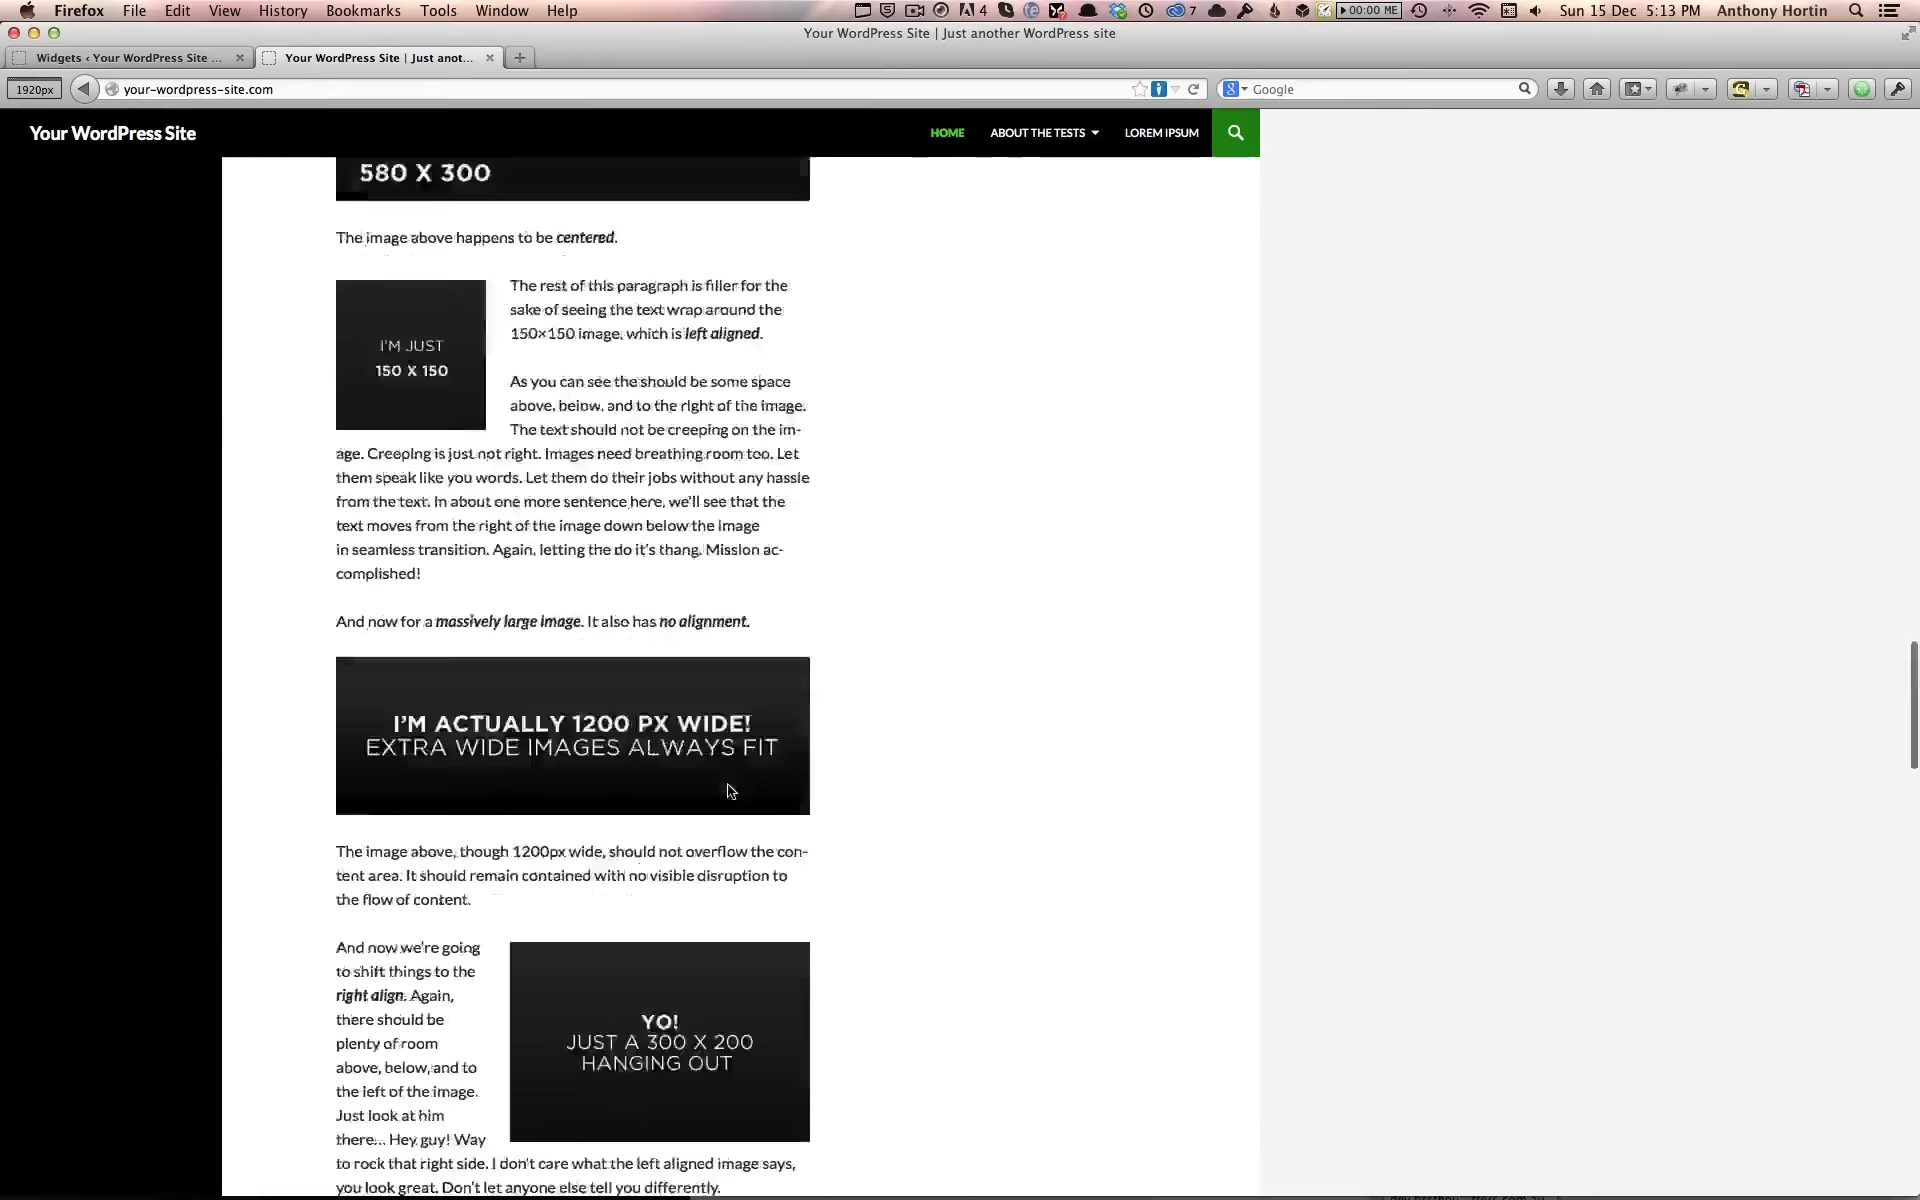 Firefox File Edit View History Bookmarks Tools Window Help 4 7 00:00 ME Sun 15 Dec 5:13 PM Anthony Hortin
Your WordPress Site | Just another WordPress site
Widgets ‹ Your WordPress Site ... Your WordPress Site | Just anot...
1920px your-wordpress-site.com Google
Your WordPress Site HOME ABOUT THE TESTS LOREM IPSUM
580 X 300
The image above happens to be centered.
I'M JUST
150 X 150
The rest of this paragraph is filler for the
sake of seeing the text wrap around the
150×150 image, which is left aligned.
As you can see the should be some space
above, below, and to the right of the image.
The text should not be creeping on the im-
age. Creeping is just not right. Images need breathing room too. Let
them speak like you words. Let them do their jobs without any hassle
from the text. In about one more sentence here, we'll see that the
text moves from the right of the image down below the image
in seamless transition. Again, letting the do it's thang. Mission ac-
complished!
And now for a massively large image. It also has no alignment.
I'M ACTUALLY 1200 PX WIDE!
EXTRA WIDE IMAGES ALWAYS FIT
The image above, though 1200px wide, should not overflow the con-
tent area. It should remain contained with no visible disruption to
the flow of content.
And now we're going
to shift things to the
right align. Again,
there should be
plenty of room
above, below, and to
the left of the image.
Just look at him
there... Hey guy! Way
YO!
JUST A 300 X 200
HANGING OUT
to rock that right side. I don't care what the left aligned image says,
you look great. Don't let anyone else tell you differently.